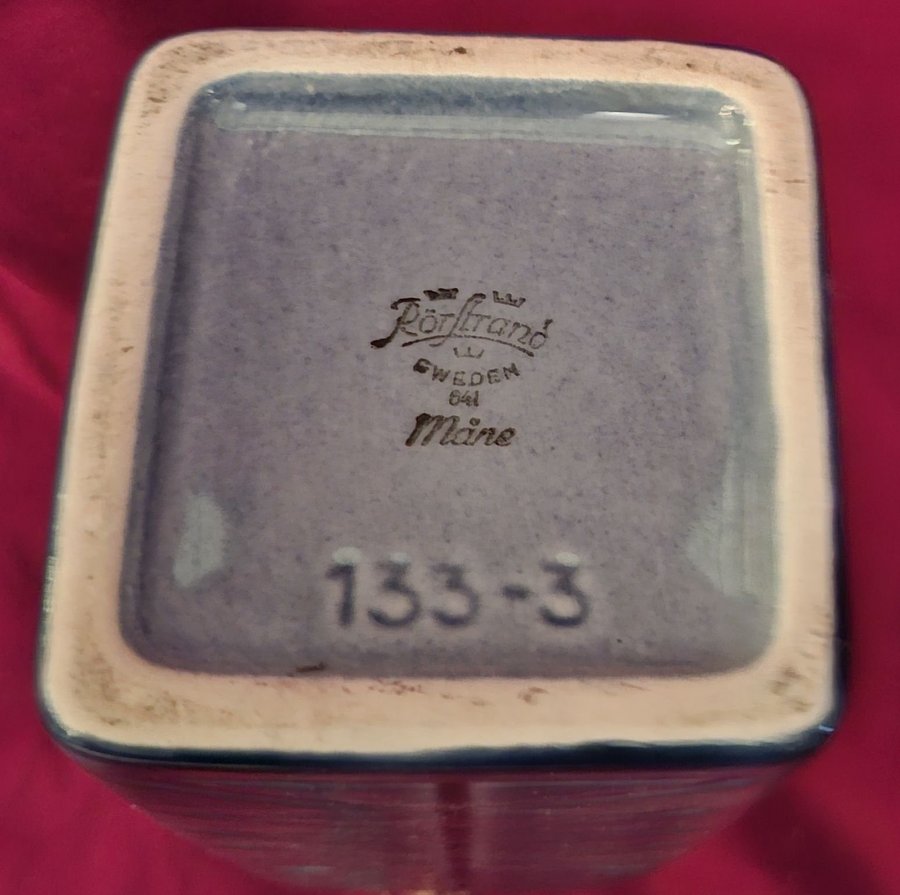 Rörstrand
SWEDEN
641
Måne
133-3